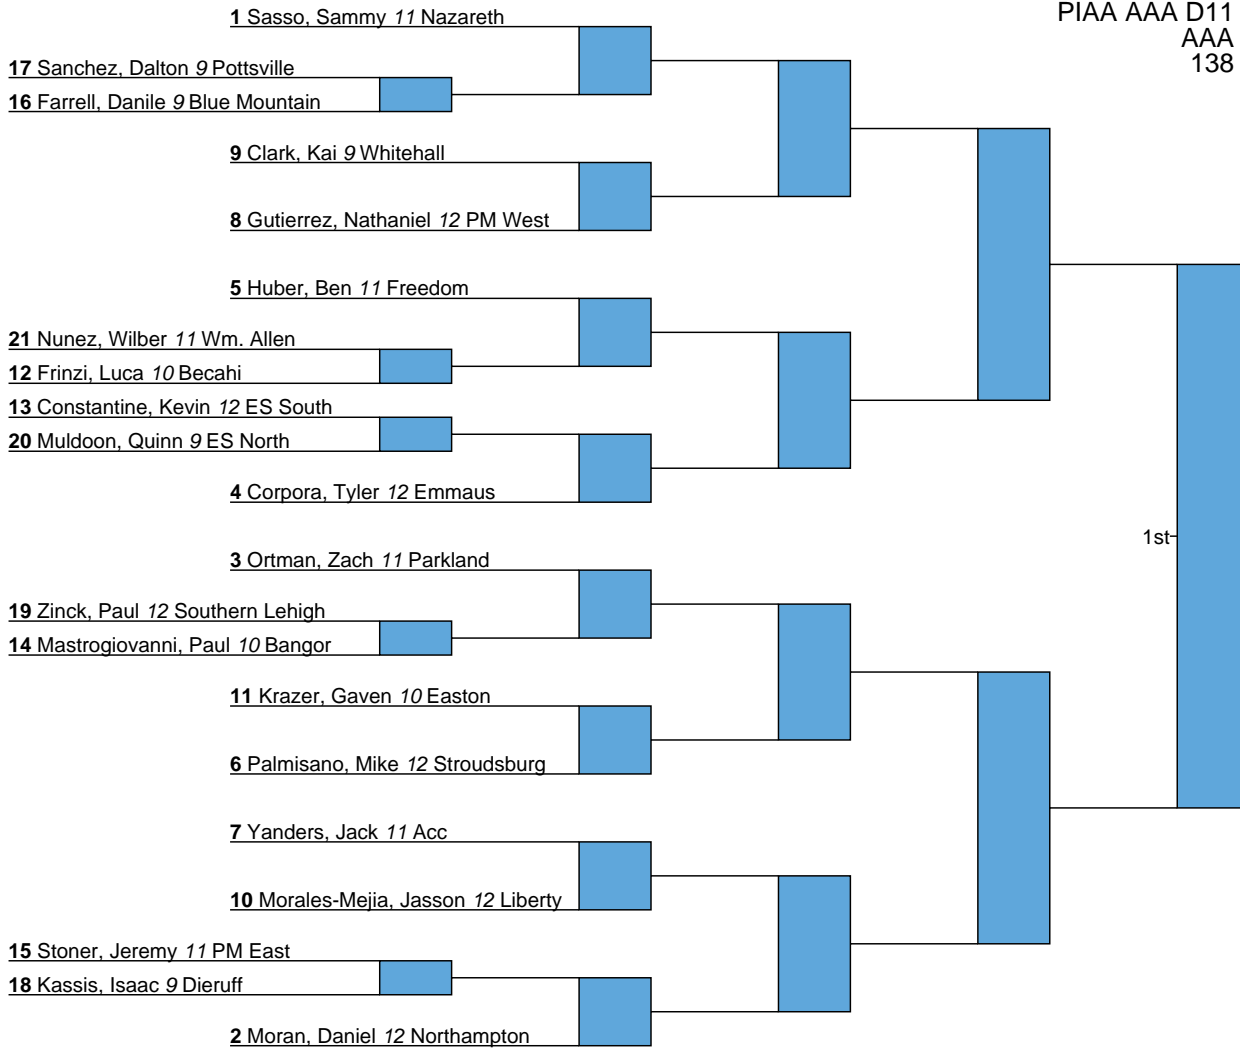 PIAA AAA D11
AAA
138
1 Sasso, Sammy 11 Nazareth
17 Sanchez, Dalton 9 Pottsville
16 Farrell, Danile 9 Blue Mountain
9 Clark, Kai 9 Whitehall
8 Gutierrez, Nathaniel 12 PM West
5 Huber, Ben 11 Freedom
21 Nunez, Wilber 11 Wm. Allen
12 Frinzi, Luca 10 Becahi
13 Constantine, Kevin 12 ES South
20 Muldoon, Quinn 9 ES North
4 Corpora, Tyler 12 Emmaus
1st
3 Ortman, Zach 11 Parkland
19 Zinck, Paul 12 Southern Lehigh
14 Mastrogiovanni, Paul 10 Bangor
11 Krazer, Gaven 10 Easton
6 Palmisano, Mike 12 Stroudsburg
7 Yanders, Jack 11 Acc
10 Morales-Mejia, Jasson 12 Liberty
15 Stoner, Jeremy 11 PM East
18 Kassis, Isaac 9 Dieruff
2 Moran, Daniel 12 Northampton